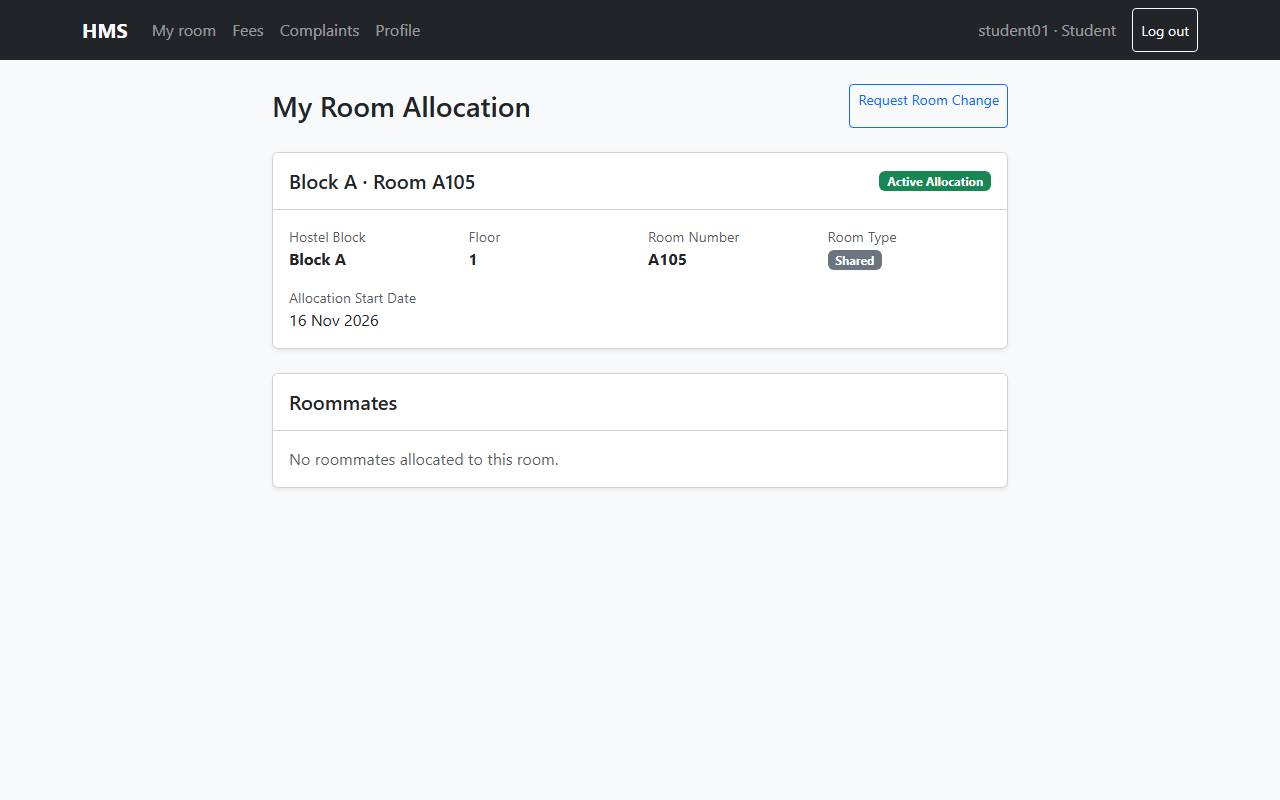 HMS My room Fees Complaints Profile student01 · Student Log out
My Room Allocation Request Room Change
Block A · Room A105 Active Allocation
Hostel Block Floor Room Number Room Type
Block A 1 A105 Shared
Allocation Start Date
16 Nov 2026
Roommates
No roommates allocated to this room.